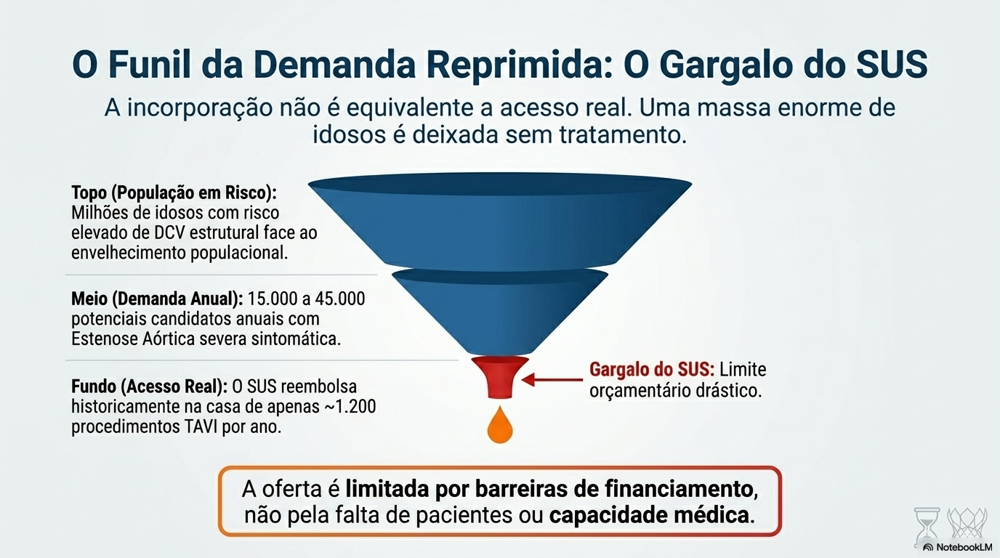 O Funil da Demanda Reprimida: O Gargalo do SUS
A incorporação não é equivalente a acesso real. Uma massa enorme de
idosos é deixada sem tratamento.
Topo (População em Risco):
Milhões de idosos com risco
elevado de DCV estrutural face ao
envelhecimento populacional.
Meio (Demanda Anual): 15.000 a 45.000
potenciais candidatos anuais com
Estenose Aórtica severa sintomática.
Fundo (Acesso Real): O SUS reembolsa
historicamente na casa de apenas ~1.200
procedimentos TAVI por ano.
Gargalo do SUS: Limite
orçamentário drástico.
A oferta é limitada por barreiras de financiamento,
não pela falta de pacientes ou capacidade médica.
NotebookLM